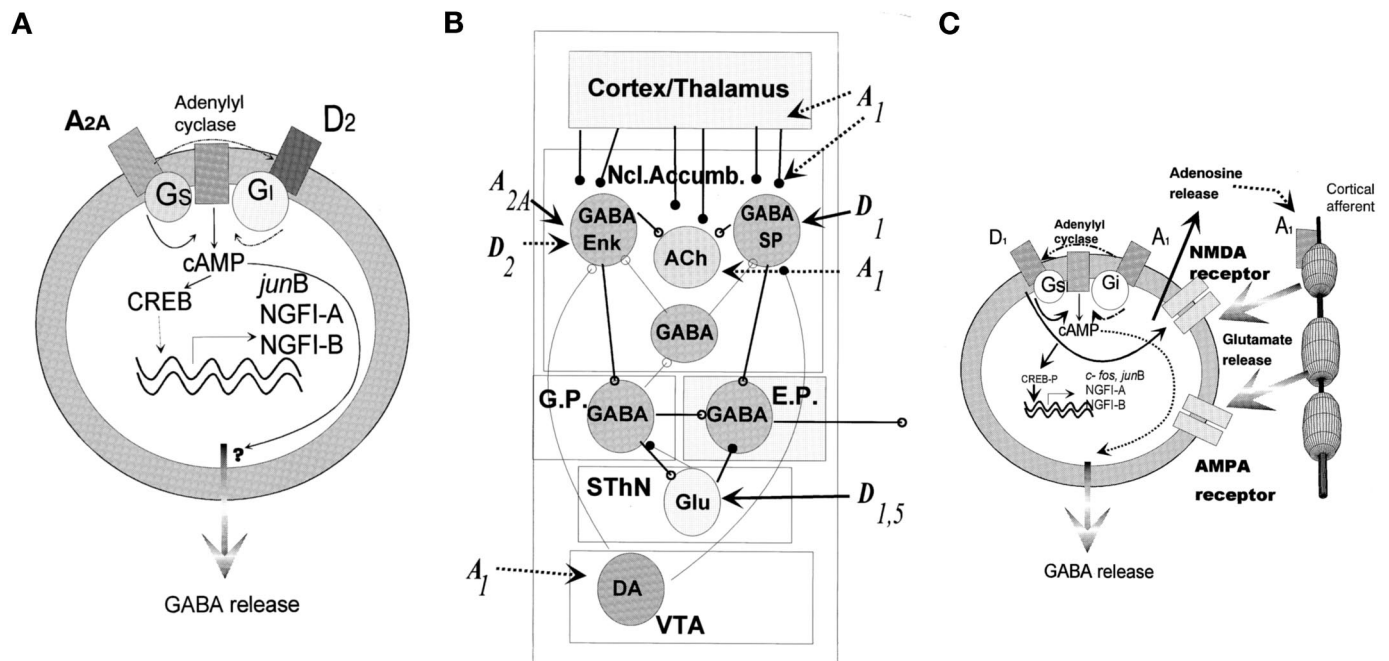 A
A2A
Adenylyl
cyclase
D2
Gs
GI
cAMP
CREB
junB
NGFI-A
NGFI-B
?
GABA release
B
Cortex/Thalamus
A1
Ncl.Accumb.
A2A
D2
GABA
Enk
ACh
GABA
SP
D1
A1
GABA
G.P.
GABA
E.P.
GABA
SThN
Glu
D1,5
A1
DA
VTA
C
Adenosine
release
Cortical
afferent
D1
Adenylyl
cyclase
A1
A1
NMDA
receptor
Gs
Gi
cAMP
Glutamate
release
CREB-P
c- fos, junB
NGFI-A
NGFI-B
AMPA
receptor
GABA release